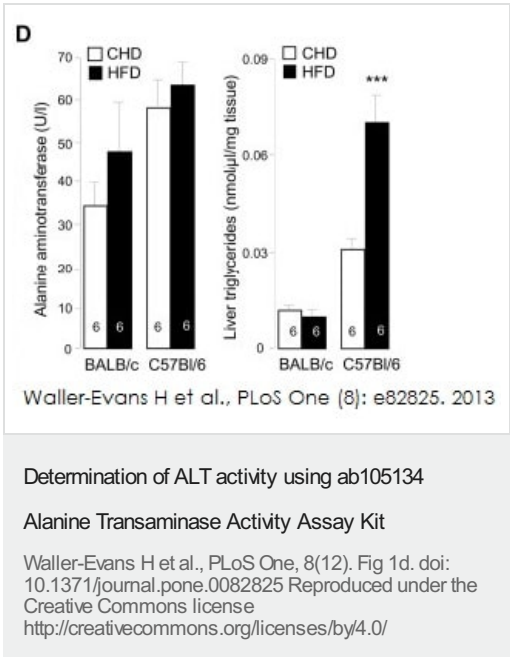 D
CHD
HFD
Alanine aminotransferase (U/l)
70
60
50
40
30
20
10
0
6 6 6 6
BALB/c C57Bl/6
CHD
HFD
Liver triglycerides (nmol/µl/mg tissue)
0.09
0.06
0.03
0
***
6 6 6 6
BALB/c C57Bl/6
Waller-Evans H et al., PLoS One (8): e82825. 2013
Determination of ALT activity using ab105134
Alanine Transaminase Activity Assay Kit
Waller-Evans H et al., PLoS One, 8(12). Fig 1d. doi:
10.1371/journal.pone.0082825 Reproduced under the
Creative Commons license
http://creativecommons.org/licenses/by/4.0/